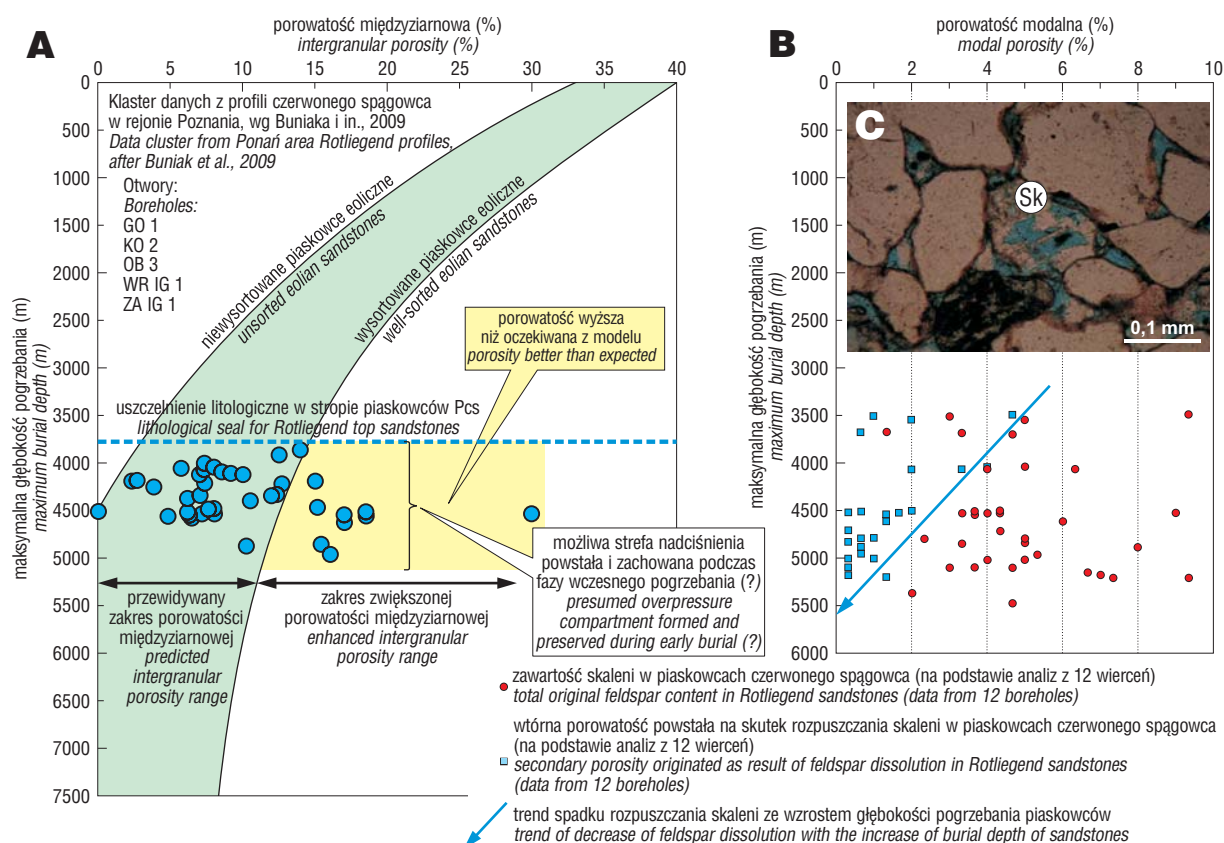 A
porowatość międzyziarnowa (%)
intergranular porosity (%)
0 5 10 15 20 25 30 35 40
maksymalna głębokość pogrzebania (m)
maximum burial depth (m)
0
500
1000
1500
2000
2500
3000
3500
4000
4500
5000
5500
6000
6500
7000
7500
Klaster danych z profili czerwonego spągowca
w rejonie Poznania, wg Buniaka i in., 2009
Data cluster from Ponań area Rotliegend profiles,
after Buniak et al., 2009
Otwory:
Boreholes:
GO 1
KO 2
OB 3
WR IG 1
ZA IG 1
niewysortowane piaskowce eoliczne
unsorted eolian sandstones
wysortowane piaskowce eoliczne
well-sorted eolian sandstones
porowatość wyższa
niż oczekiwana z modelu
porosity better than expected
uszczelnienie litologiczne w stropie piaskowców Pcs
lithological seal for Rotliegend top sandstones
możliwa strefa nadciśnienia
powstała i zachowana podczas
fazy wczesnego pogrzebania (?)
presumed overpressure
compartment formed and
preserved during early burial (?)
przewidywany
zakres porowatości
międzyziarnowej
predicted
intergranular
porosity range
zakres zwiększonej
porowatości międzyziarnowej
enhanced intergranular
porosity range
B
porowatość modalna (%)
modal porosity (%)
0 2 4 6 8 10
maksymalna głębokość pogrzebania (m)
maximum burial depth (m)
0
500
1000
1500
2000
2500
3000
3500
4000
4500
5000
5500
6000
C
Sk
0,1 mm
zawartość skaleni w piaskowcach czerwonego spągowca (na podstawie analiz z 12 wierceń)
total original feldspar content in Rotliegend sandstones (data from 12 boreholes)
wtórna porowatość powstała na skutek rozpuszczania skaleni w piaskowcach czerwonego spągowca
(na podstawie analiz z 12 wierceń)
secondary porosity originated as result of feldspar dissolution in Rotliegend sandstones
(data from 12 boreholes)
trend spadku rozpuszczania skaleni ze wzrostem głębokości pogrzebania piaskowców
trend of decrease of feldspar dissolution with the increase of burial depth of sandstones